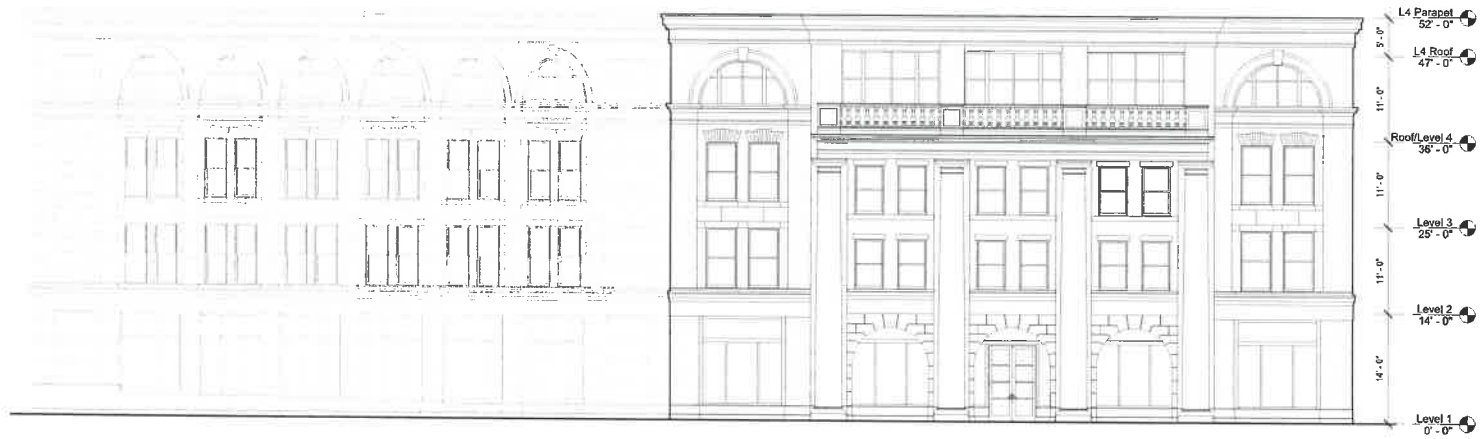 L4 Parapet
52' - 0"
5' - 0"
L4 Roof
47' - 0"
11' - 0"
Roof/Level 4
36' - 0"
11' - 0"
Level 3
25' - 0"
11' - 0"
Level 2
14' - 0"
14' - 0"
Level 1
0' - 0"